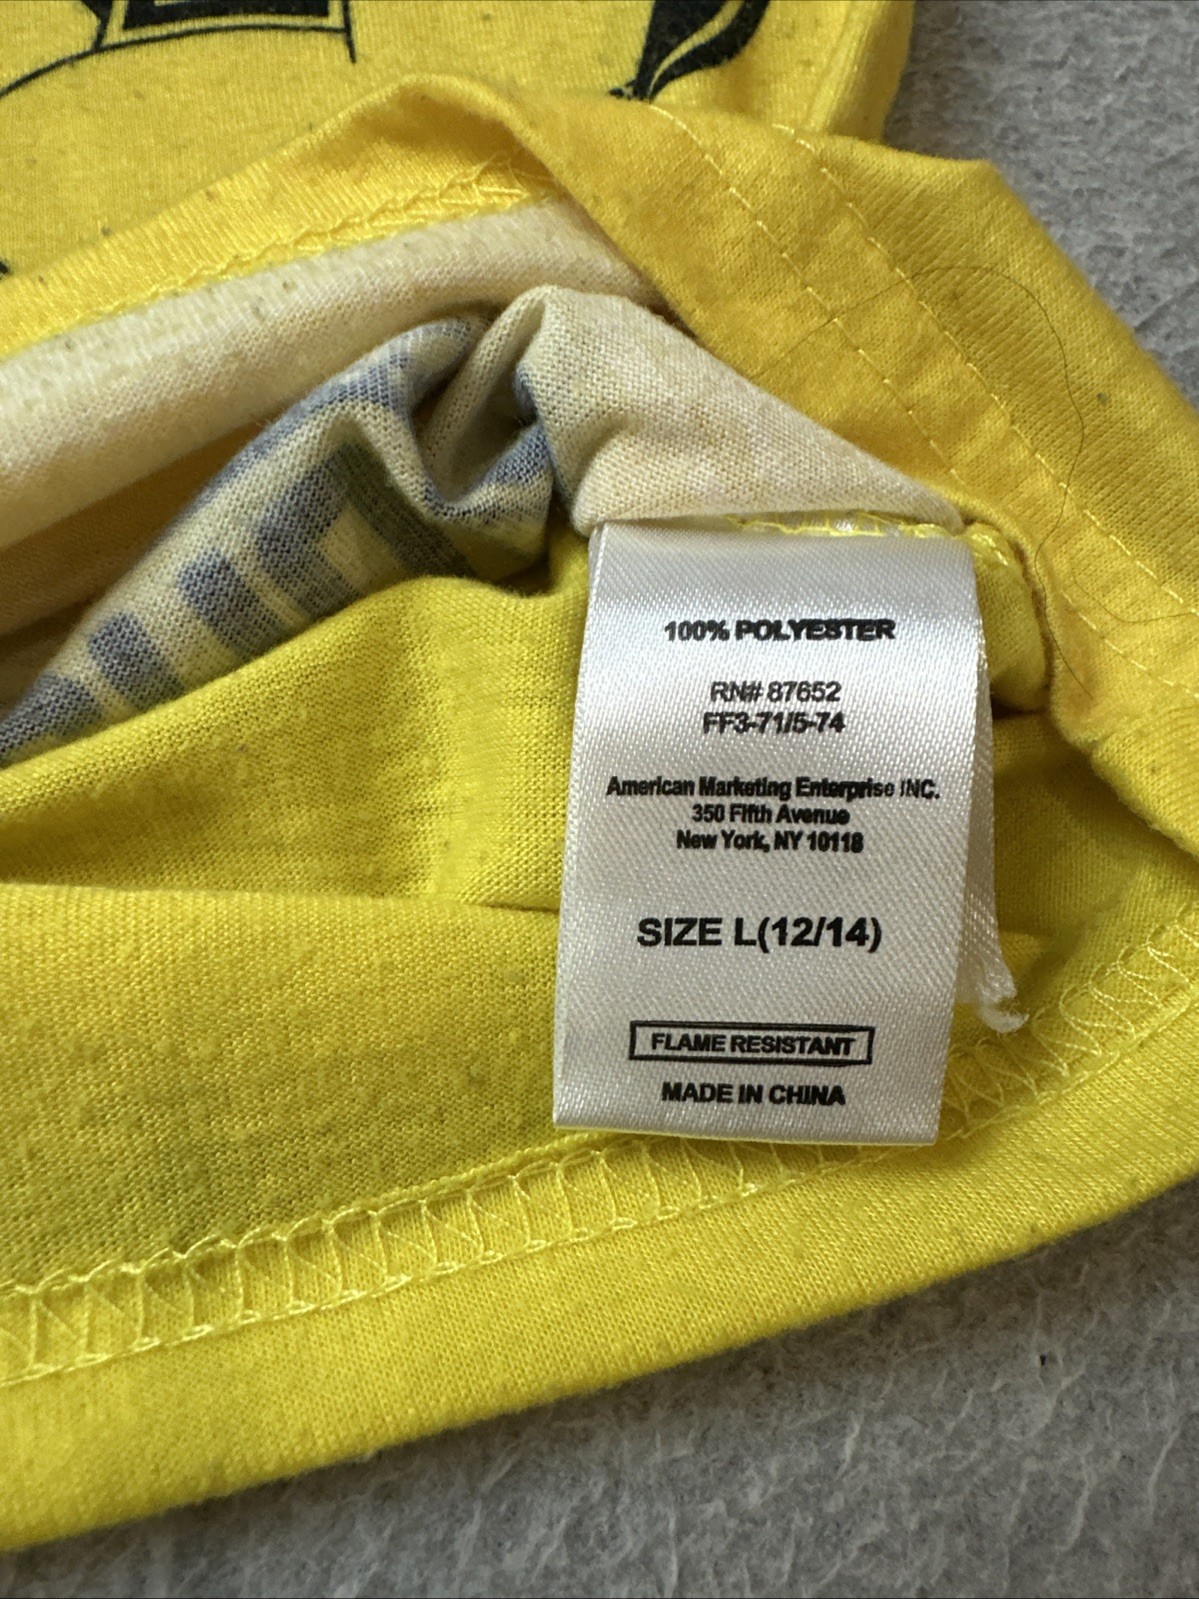 100% POLYESTER
RN# 87652
FF3-71/5-74
American Marketing Enterprise INC.
350 Fifth Avenue
New York, NY 10118
SIZE L(12/14)
FLAME RESISTANT
MADE IN CHINA